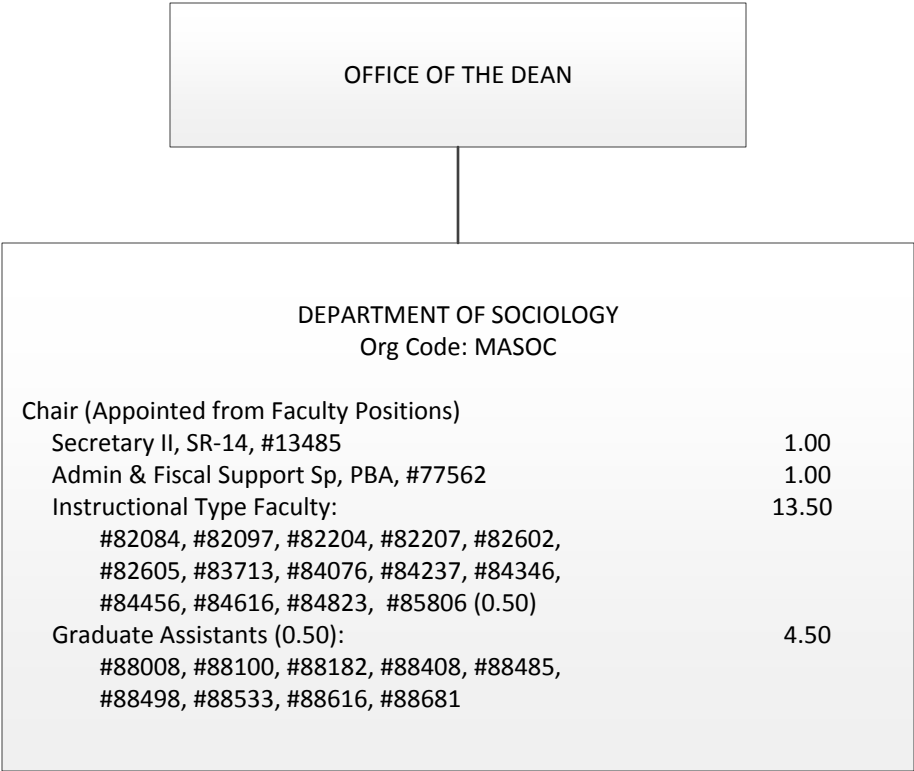 OFFICE OF THE DEAN
DEPARTMENT OF SOCIOLOGY
Org Code: MASOC
Chair (Appointed from Faculty Positions)
Secretary II, SR-14, #13485 1.00
Admin & Fiscal Support Sp, PBA, #77562 1.00
Instructional Type Faculty: 13.50
#82084, #82097, #82204, #82207, #82602,
#82605, #83713, #84076, #84237, #84346,
#84456, #84616, #84823, #85806 (0.50)
Graduate Assistants (0.50): 4.50
#88008, #88100, #88182, #88408, #88485,
#88498, #88533, #88616, #88681